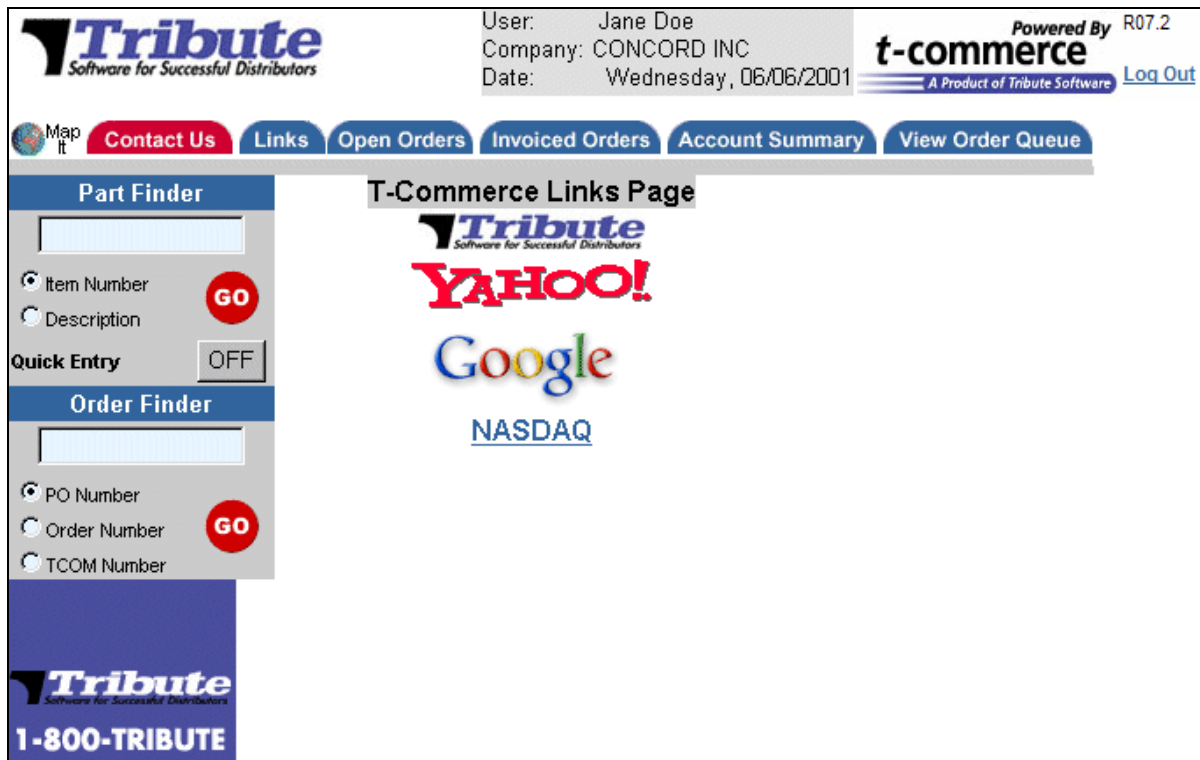 Tribute
Software for Successful Distributors
User: Jane Doe
Company: CONCORD INC
Date: Wednesday, 06/06/2001
Powered By
t-commerce
A Product of Tribute Software
R07.2
Log Out
Map It
Contact Us
Links
Open Orders
Invoiced Orders
Account Summary
View Order Queue
Part Finder
Item Number
Description
GO
Quick Entry
OFF
Order Finder
PO Number
Order Number
TCOM Number
GO
Tribute
Software for Successful Distributors
1-800-TRIBUTE
T-Commerce Links Page
Tribute
Software for Successful Distributors
YAHOO!
Google
NASDAQ